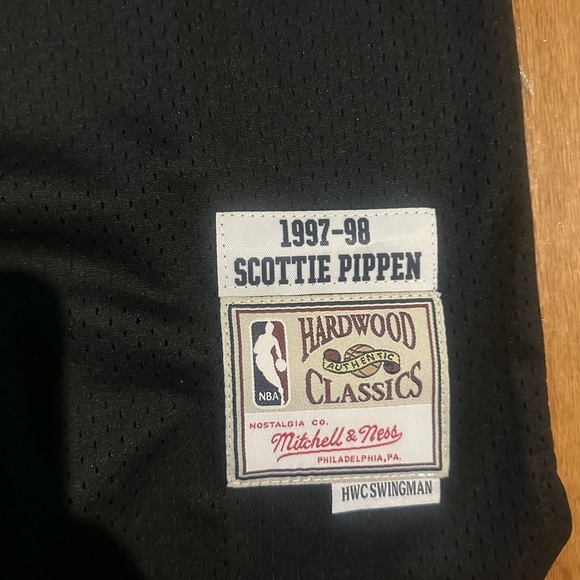 1997-98
SCOTTIE PIPPEN
HARDWOOD
AUTHENTIC
CLASSICS
NBA
NOSTALGIA CO.
Mitchell & Ness
PHILADELPHIA, PA.
HWC SWINGMAN